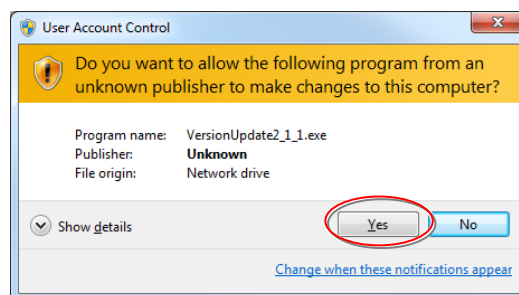 User Account Control
Do you want to allow the following program from an
unknown publisher to make changes to this computer?
Program name: VersionUpdate2_1_1.exe
Publisher: Unknown
File origin: Network drive
Show details
Yes
No
Change when these notifications appear